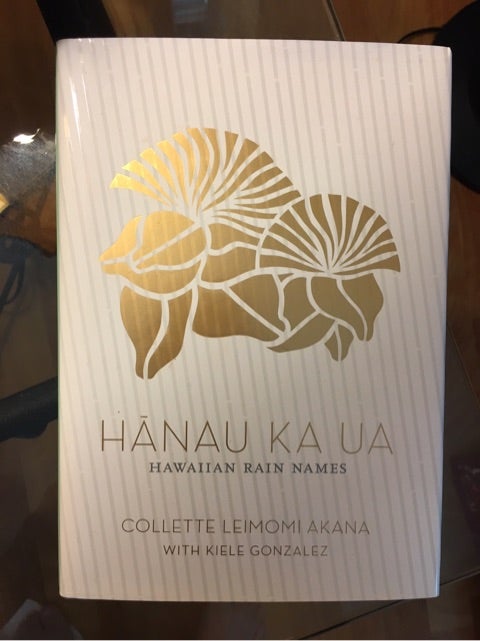 HĀNAU KA UA
HAWAIIAN RAIN NAMES
COLLETTE LEIMOMI AKANA
WITH KIELE GONZALEZ